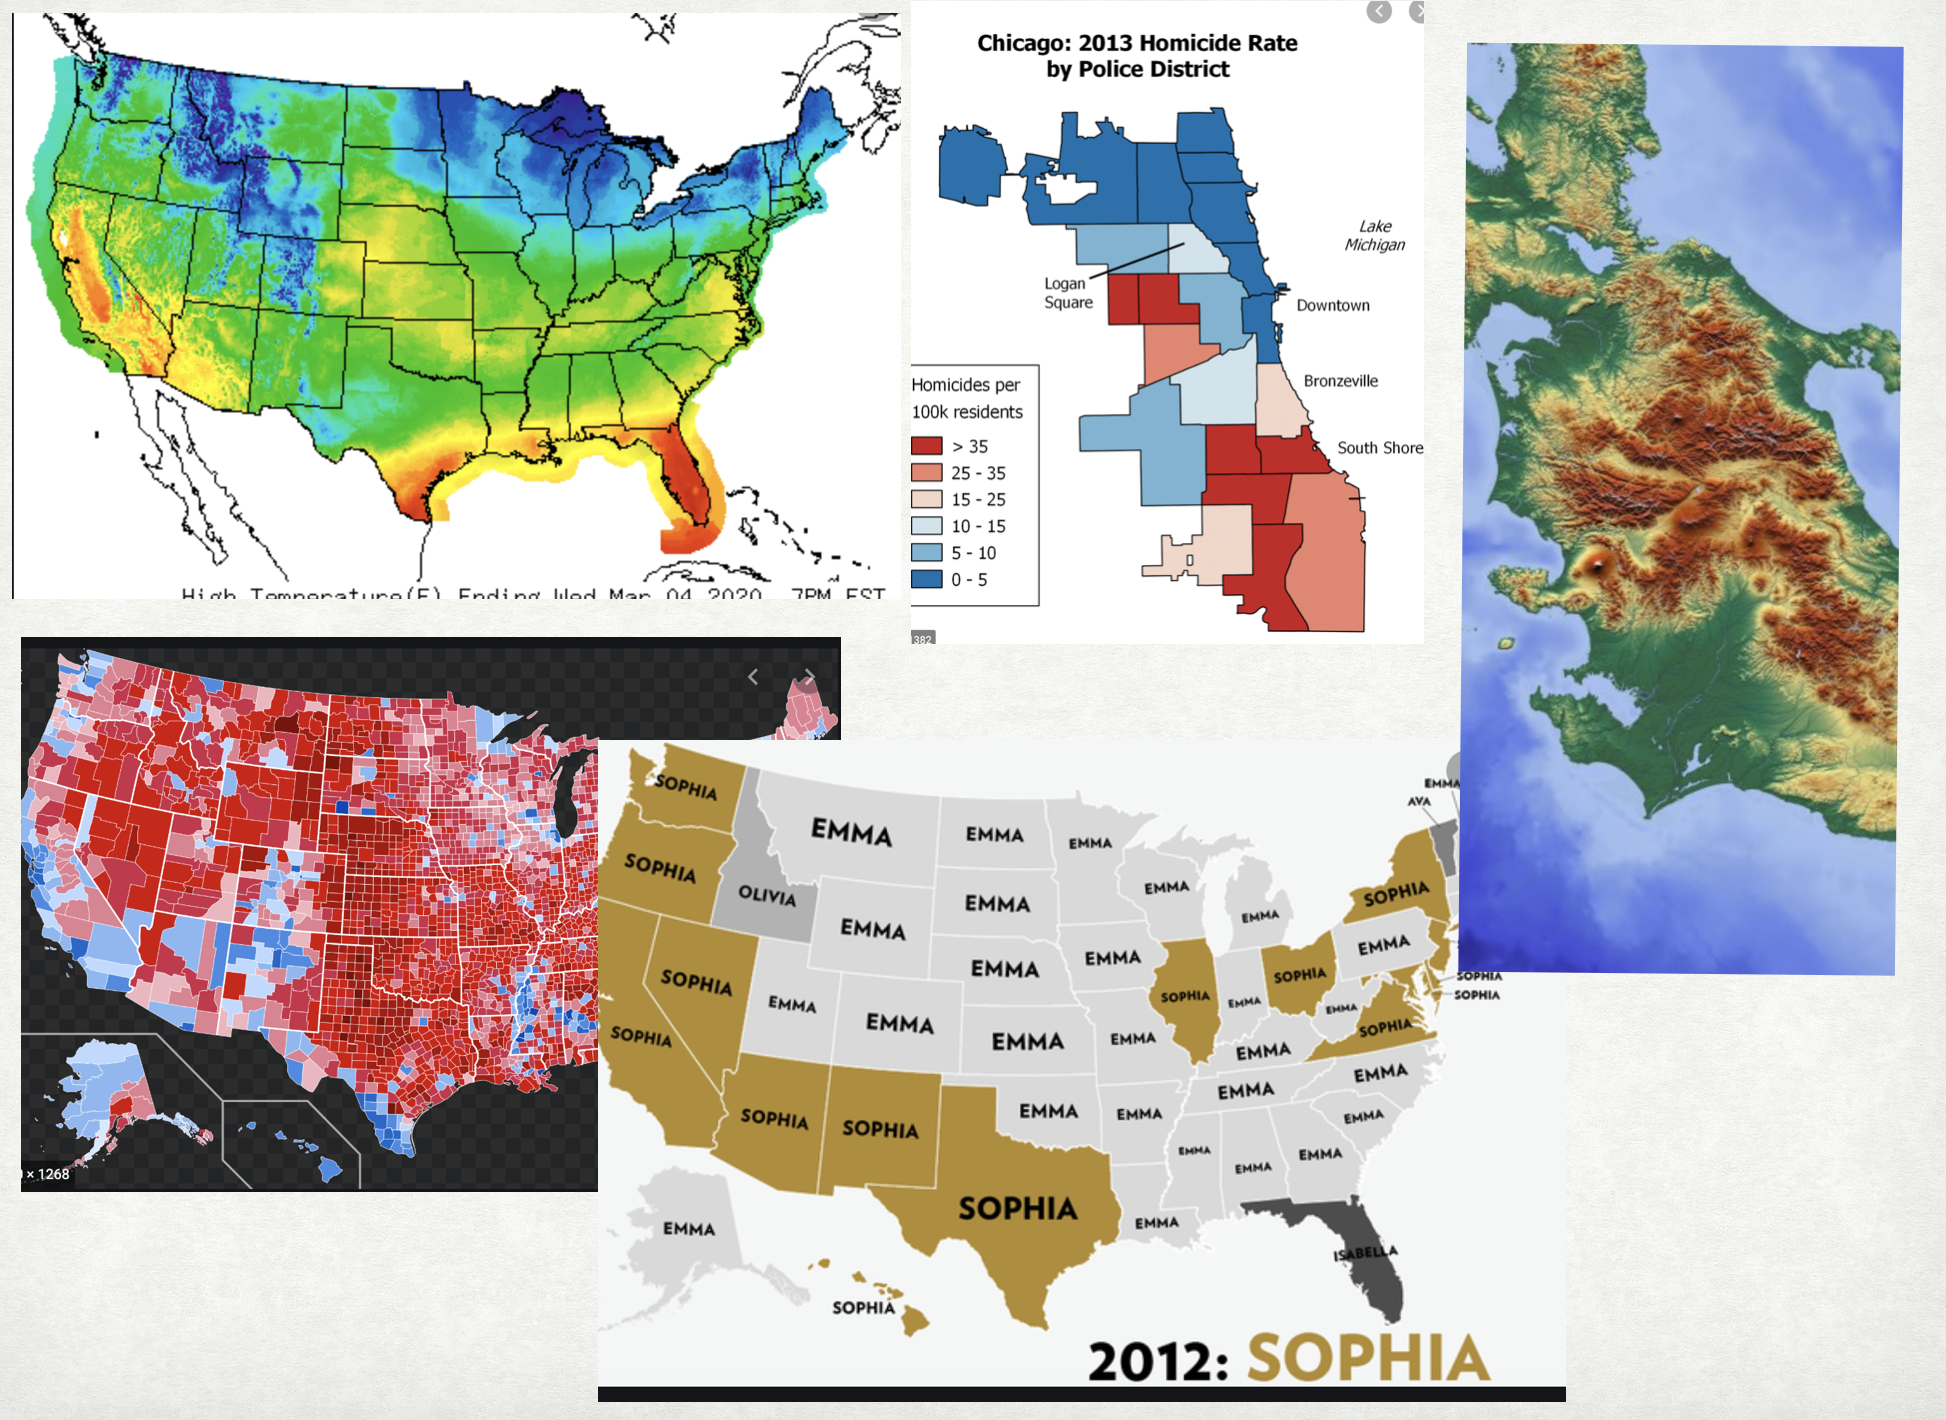 High Temperature(F) Ending Wed Mar 04 2020 7PM EST
Chicago: 2013 Homicide Rate
by Police District
Lake
Michigan
Logan
Square
Downtown
Bronzeville
South Shore
Homicides per
100k residents
> 35
25 - 35
15 - 25
10 - 15
5 - 10
0 - 5
382
× 1268
SOPHIA
EMMA
EMMA
EMMA
EMMA
AVA
SOPHIA
OLIVIA
EMMA
EMMA
EMMA
EMMA
SOPHIA
EMMA
EMMA
EMMA
SOPHIA
EMMA
SOPHIA
EMMA
SOPHIA
EMMA
SOPHIA
SOPHIA
SOPHIA
EMMA
EMMA
EMMA
EMMA
EMMA
SOPHIA
EMMA
EMMA
SOPHIA
SOPHIA
EMMA
EMMA
EMMA
EMMA
EMMA
EMMA
EMMA
SOPHIA
EMMA
EMMA
ISABELLA
SOPHIA
2012: SOPHIA